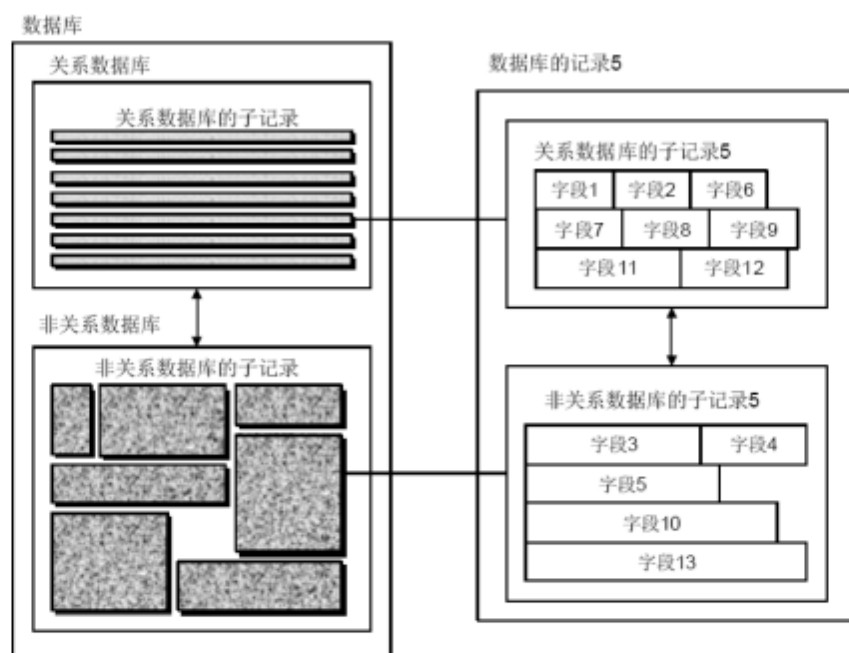 数据库
关系数据库
关系数据库的子记录
非关系数据库
非关系数据库的子记录
数据库的记录5
关系数据库的子记录5
字段1 字段2 字段6
字段7 字段8 字段9
字段11 字段12
非关系数据库的子记录5
字段3 字段4
字段5
字段10
字段13